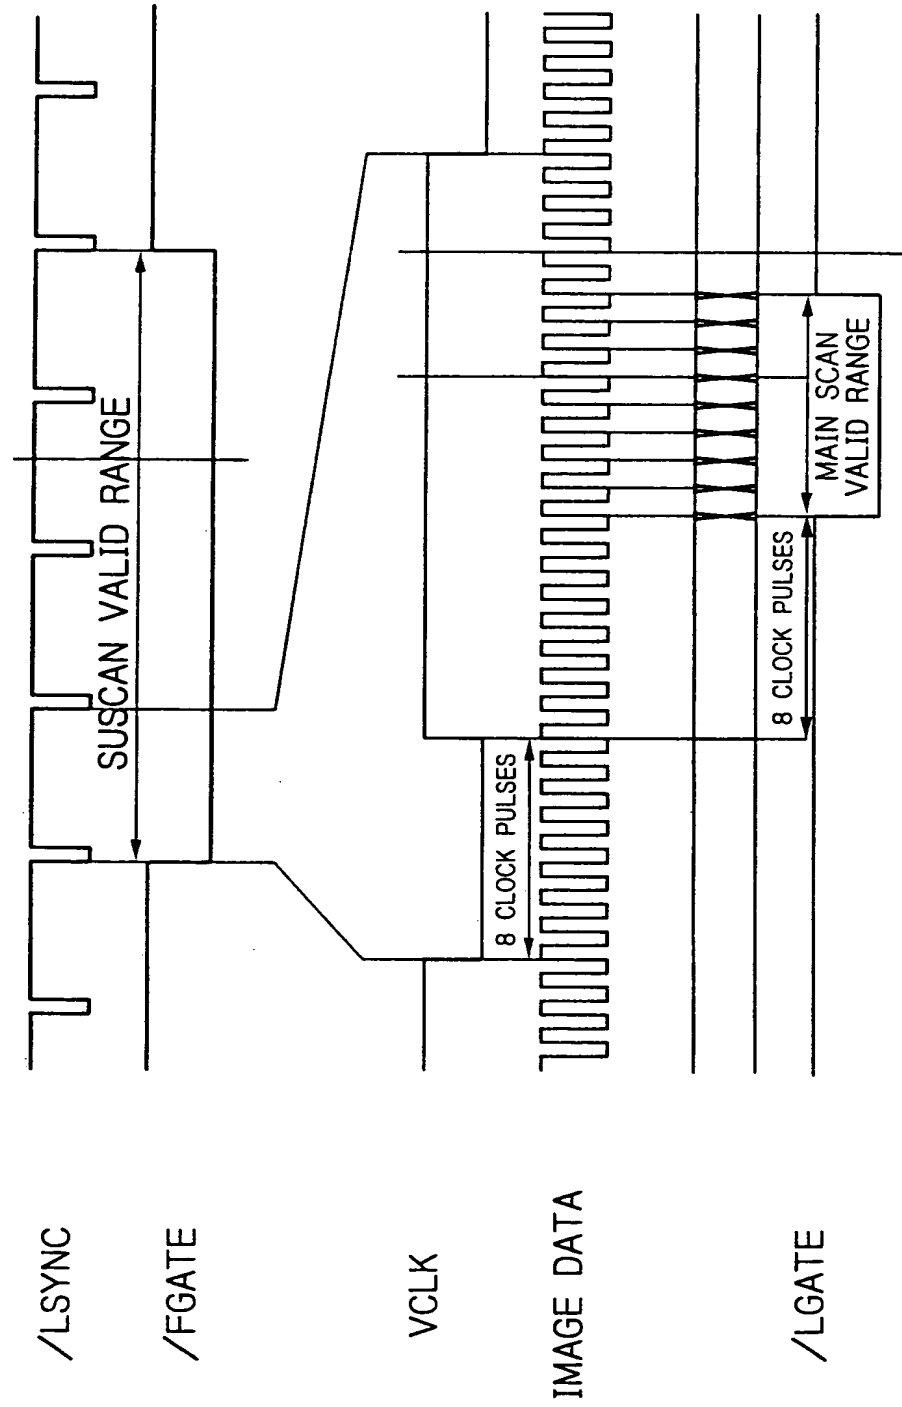 /LSYNC
SUSCAN VALID RANGE
/FGATE
VCLK
8 CLOCK PULSES
IMAGE DATA
8 CLOCK PULSES
MAIN SCAN
VALID RANGE
/LGATE